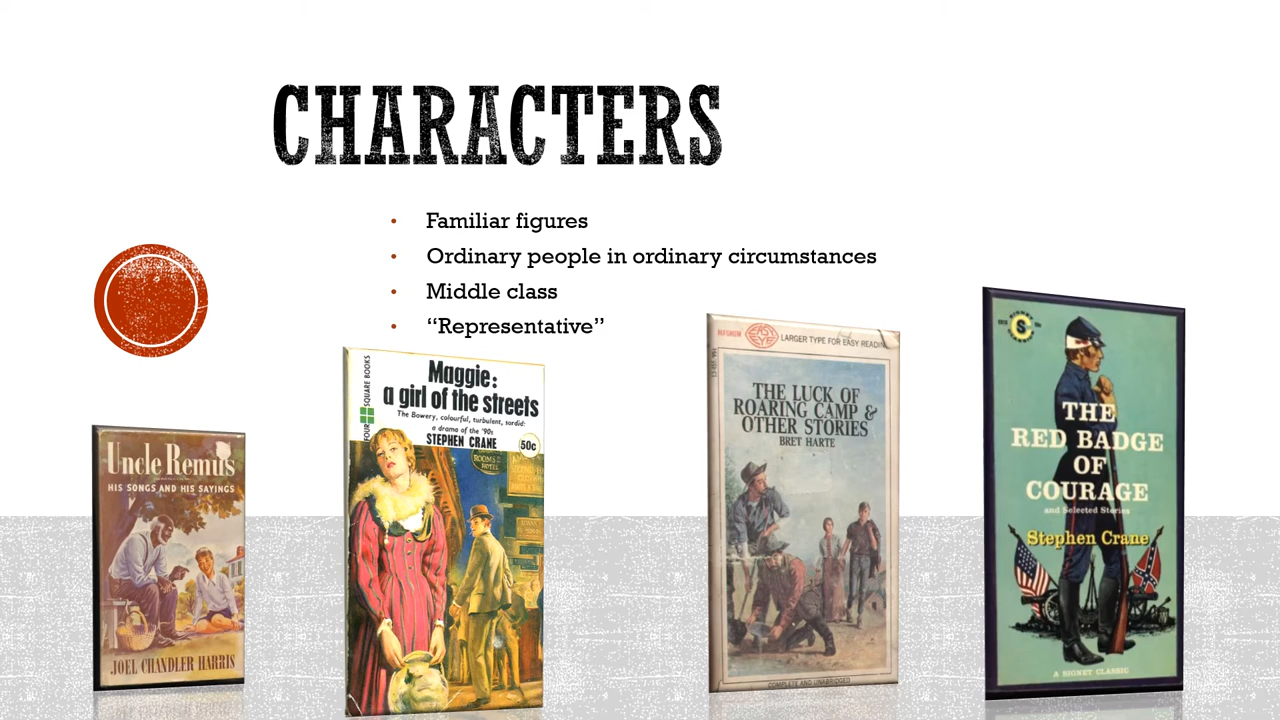 CHARACTERS
• Familiar figures
• Ordinary people in ordinary circumstances
• Middle class
• “Representative”
Uncle Remus
HIS SONGS AND HIS SAYINGS
JOEL CHANDLER HARRIS
FOUR SQUARE BOOKS
Maggie:
a girl of the streets
The Bowery, colourful, turbulent, sordid:
a drama of the '90s
STEPHEN CRANE
50c
ROOMS
HOTEL
EASY
EYE
LARGER TYPE FOR EASY READING
THE LUCK OF
ROARING CAMP &
OTHER STORIES
BRET HARTE
COMPLETE AND UNABRIDGED
S
THE
RED BADGE
OF
COURAGE
and Selected Stories
Stephen Crane
A SIGNET CLASSIC